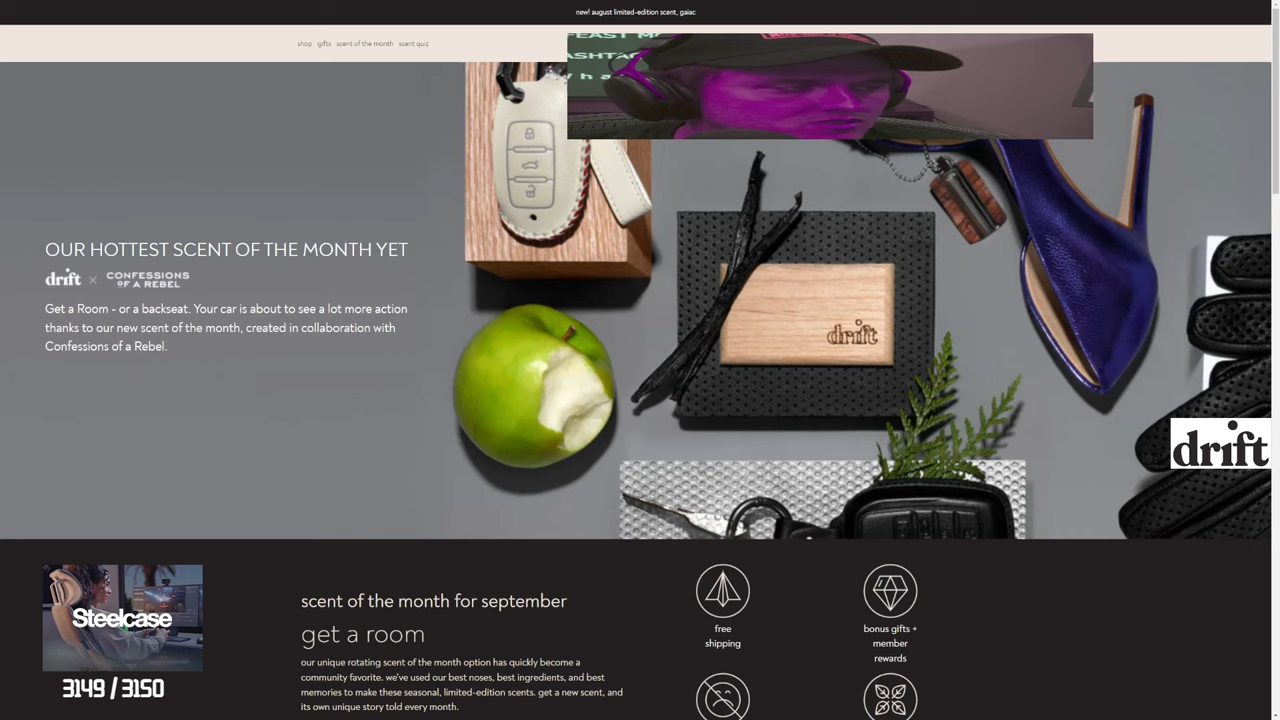 new! august limited-edition scent, gaiac
shop gifts scent of the month scent quiz
FEAST
OUR HOTTEST SCENT OF THE MONTH YET
drift × CONFESSIONS OF A REBEL
Get a Room - or a backseat. Your car is about to see a lot more action
thanks to our new scent of the month, created in collaboration with
Confessions of a Rebel.
drift
drift
Steelcase
3149 / 3150
scent of the month for september
get a room
our unique rotating scent of the month option has quickly become a
community favorite. we've used our best noses, best ingredients, and best
memories to make these seasonal, limited-edition scents. get a new scent, and
its own unique story told every month.
free
shipping
bonus gifts +
member
rewards